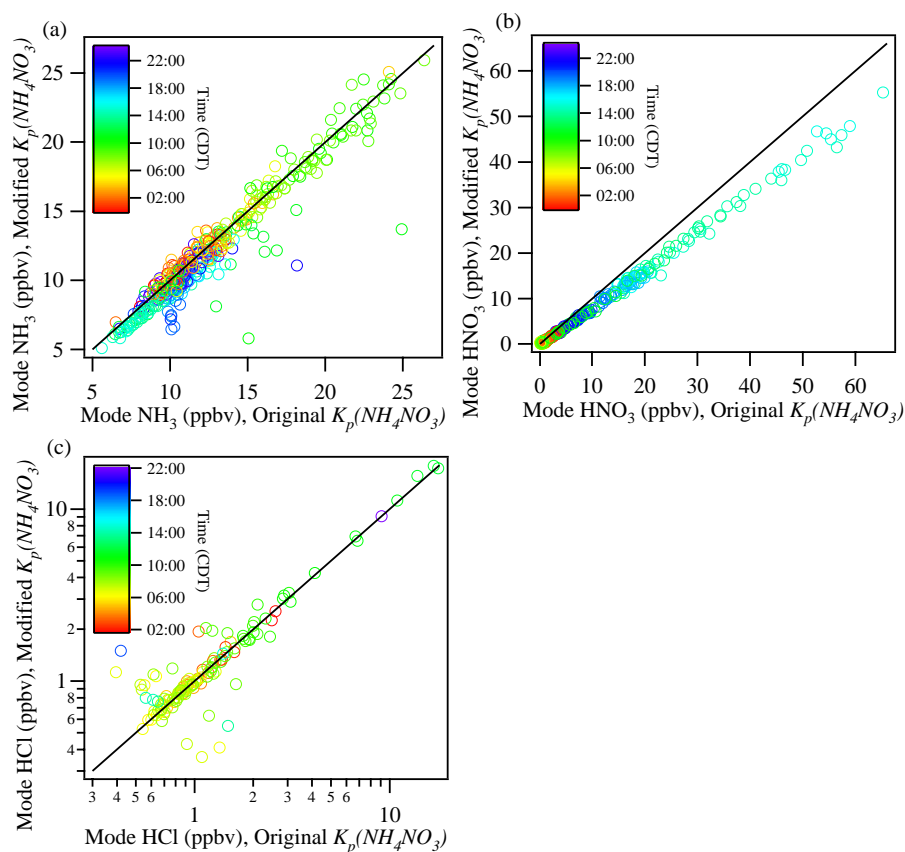 (a)
Mode NH3 (ppbv), Modified Kp(NH4NO3)
25
20
15
10
5
22:00
18:00
14:00
10:00
06:00
02:00
Time (CDT)
5 10 15 20 25
Mode NH3 (ppbv), Original Kp(NH4NO3)
(b)
Mode HNO3 (ppbv), Modified Kp(NH4NO3)
60
50
40
30
20
10
0
22:00
18:00
14:00
10:00
06:00
02:00
Time (CDT)
0 10 20 30 40 50 60
Mode HNO3 (ppbv), Original Kp(NH4NO3)
(c)
Mode HCl (ppbv), Modified Kp(NH4NO3)
10
8
6
4
2
1
8
6
4
22:00
18:00
14:00
10:00
06:00
02:00
Time (CDT)
3 4 5 6 1 2 3 4 5 6 10
Mode HCl (ppbv), Original Kp(NH4NO3)